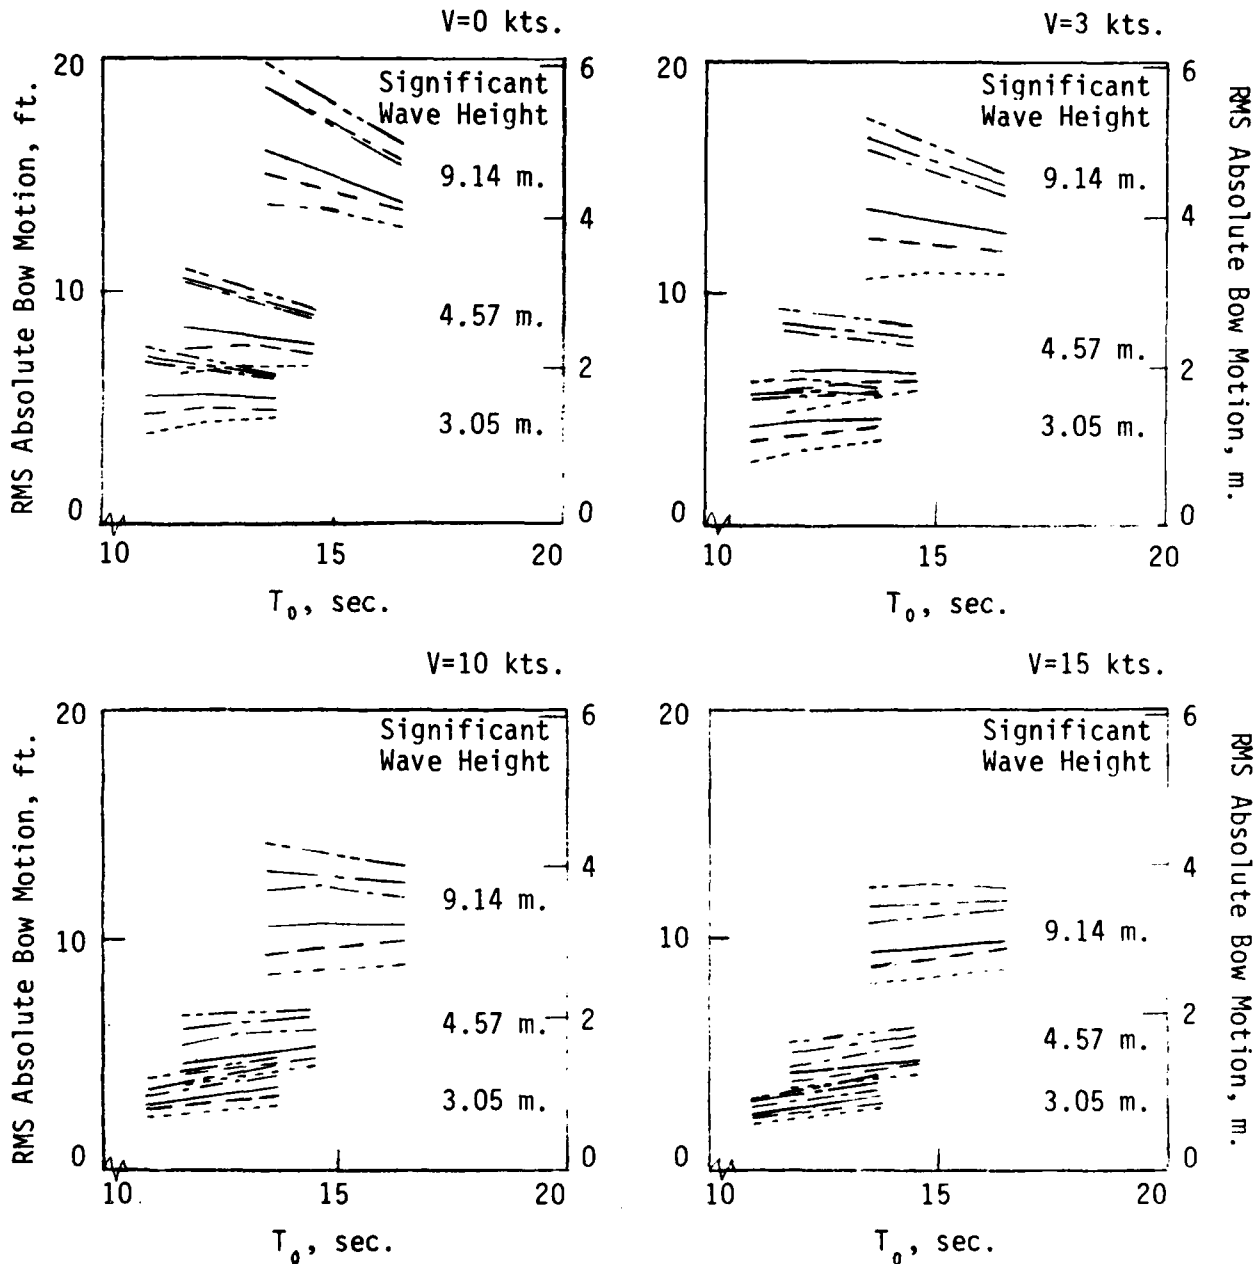 V=0 kts.
20
6
Significant
Wave Height
9.14 m.
4
10
4.57 m.
2
3.05 m.
0
0
10
15
20
T₀, sec.
RMS Absolute Bow Motion, ft.
V=3 kts.
20
6
Significant
Wave Height
9.14 m.
4
10
4.57 m.
2
3.05 m.
0
0
10
15
20
T₀, sec.
RMS Absolute Bow Motion, m.
V=10 kts.
20
6
Significant
Wave Height
4
9.14 m.
10
4.57 m.
2
3.05 m.
0
0
10
15
20
T₀, sec.
RMS Absolute Bow Motion, ft.
V=15 kts.
20
6
Significant
Wave Height
4
9.14 m.
10
4.57 m.
2
3.05 m.
0
0
10
15
20
T₀, sec.
RMS Absolute Bow Motion, m.